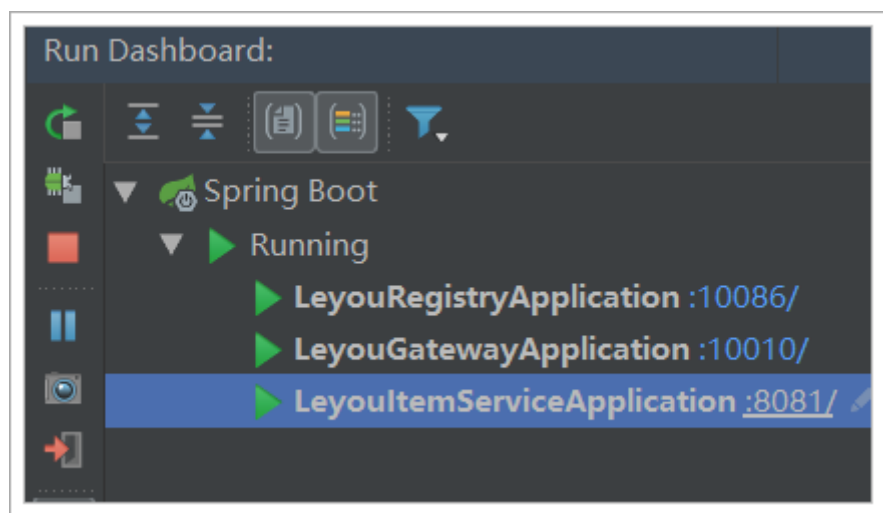 Run Dashboard:
Spring Boot
Running
LeyouRegistryApplication :10086/
LeyouGatewayApplication :10010/
LeyouItemServiceApplication :8081/